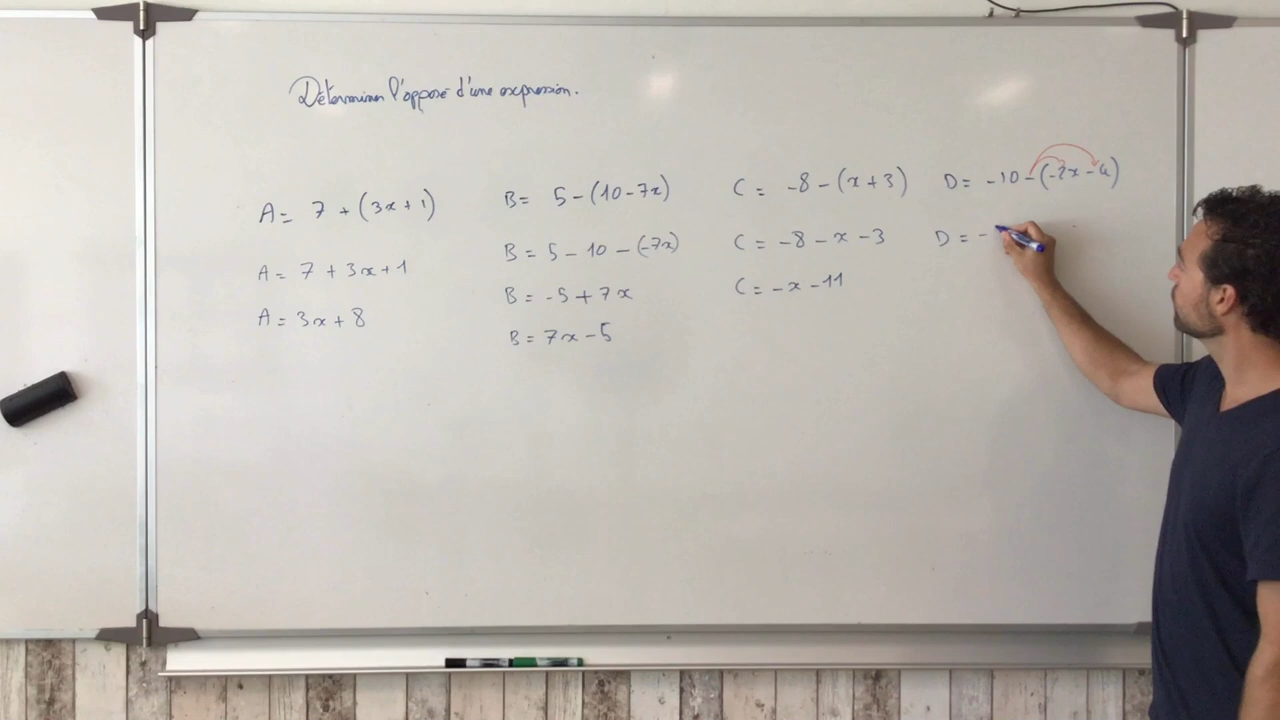 Déterminer l'opposé d'une expression.
A = 7 + (3x + 1)
A = 7 + 3x + 1
A = 3x + 8
B = 5 - (10 - 7x)
B = 5 - 10 - (-7x)
B = -5 + 7x
B = 7x - 5
C = -8 - (x + 3)
C = -8 - x - 3
C = -x - 11
D = -10 - (-2x - 4)
D = -